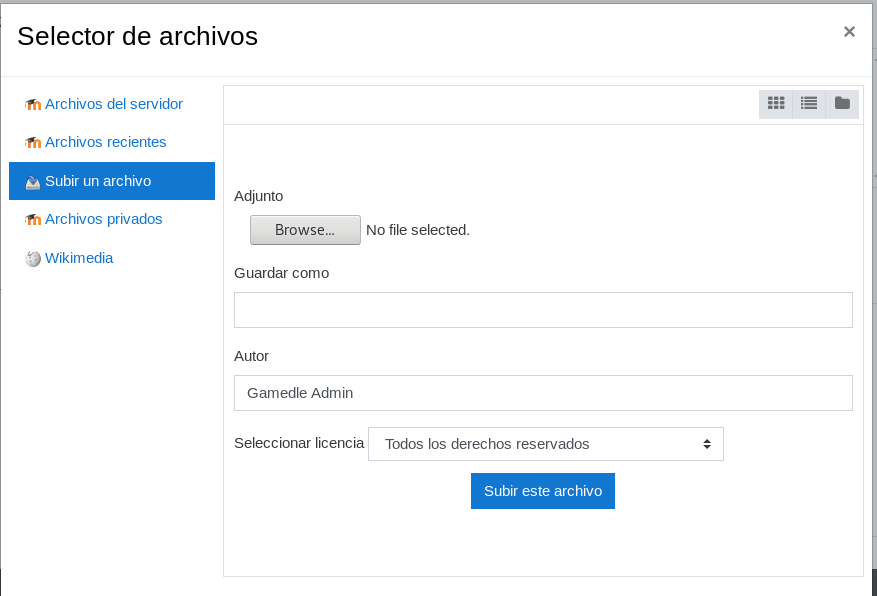 Selector de archivos
×
Archivos del servidor
Archivos recientes
Subir un archivo
Archivos privados
Wikimedia
Adjunto
Browse... No file selected.
Guardar como
Autor
Gamedle Admin
Seleccionar licencia Todos los derechos reservados
Subir este archivo